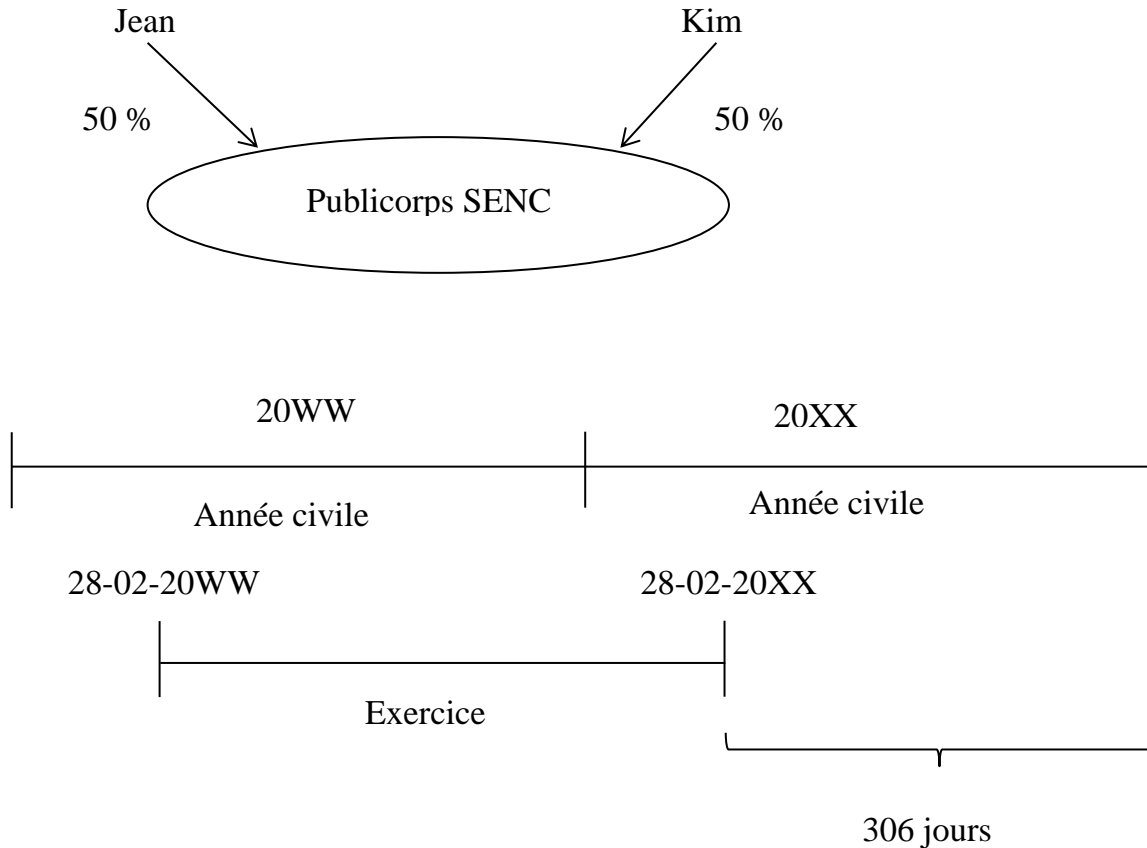 Jean Kim
50 % 50 %
Publicorps SENC
20WW 20XX
Année civile Année civile
28-02-20WW 28-02-20XX
Exercice
306 jours